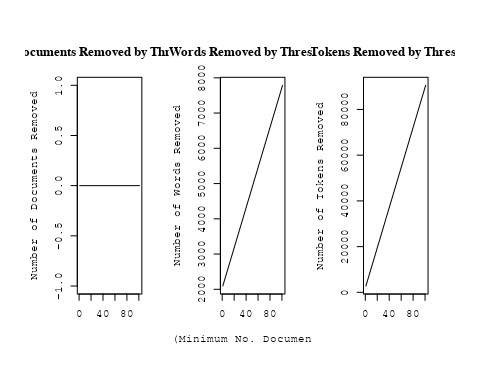 ocuments Removed by Thr
Words Removed by Thres
Tokens Removed by Thres
Number of Documents Removed
1.0
0.5
0.0
−0.5
−1.0
0 40 80
Number of Words Removed
8000
7000
6000
5000
4000
3000
2000
0 40 80
Number of Tokens Removed
80000
60000
40000
20000
0
0 40 80
(Minimum No. Documen